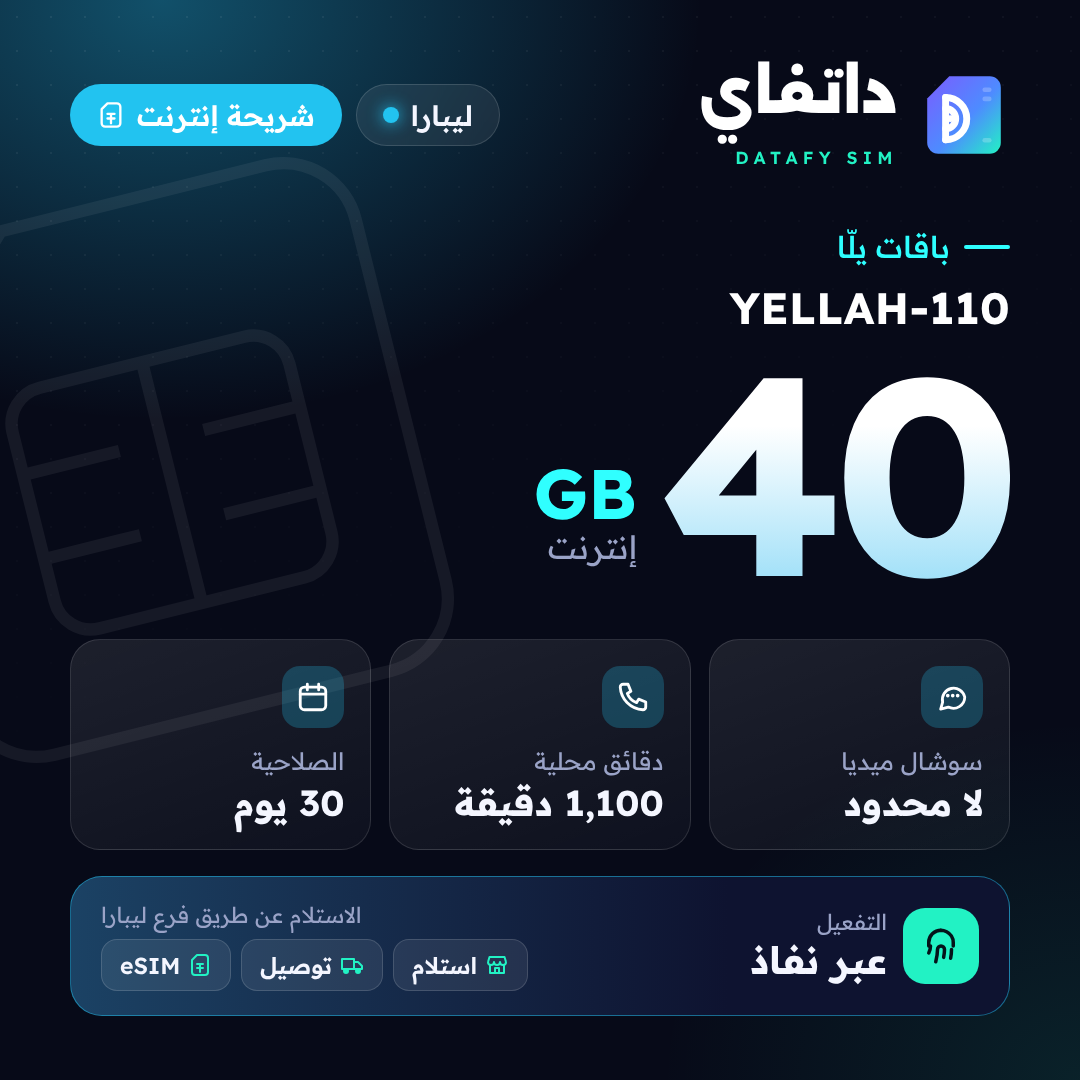 داتفاي
DATAFY SIM
ليبارا
شريحة إنترنت
باقات يلّا
YELLAH-110
40
GB
إنترنت
سوشال ميديا
لا محدود
دقائق محلية
1,100 دقيقة
الصلاحية
30 يوم
التفعيل
عبر نفاذ
الاستلام عن طريق فرع ليبارا
استلام
توصيل
eSIM